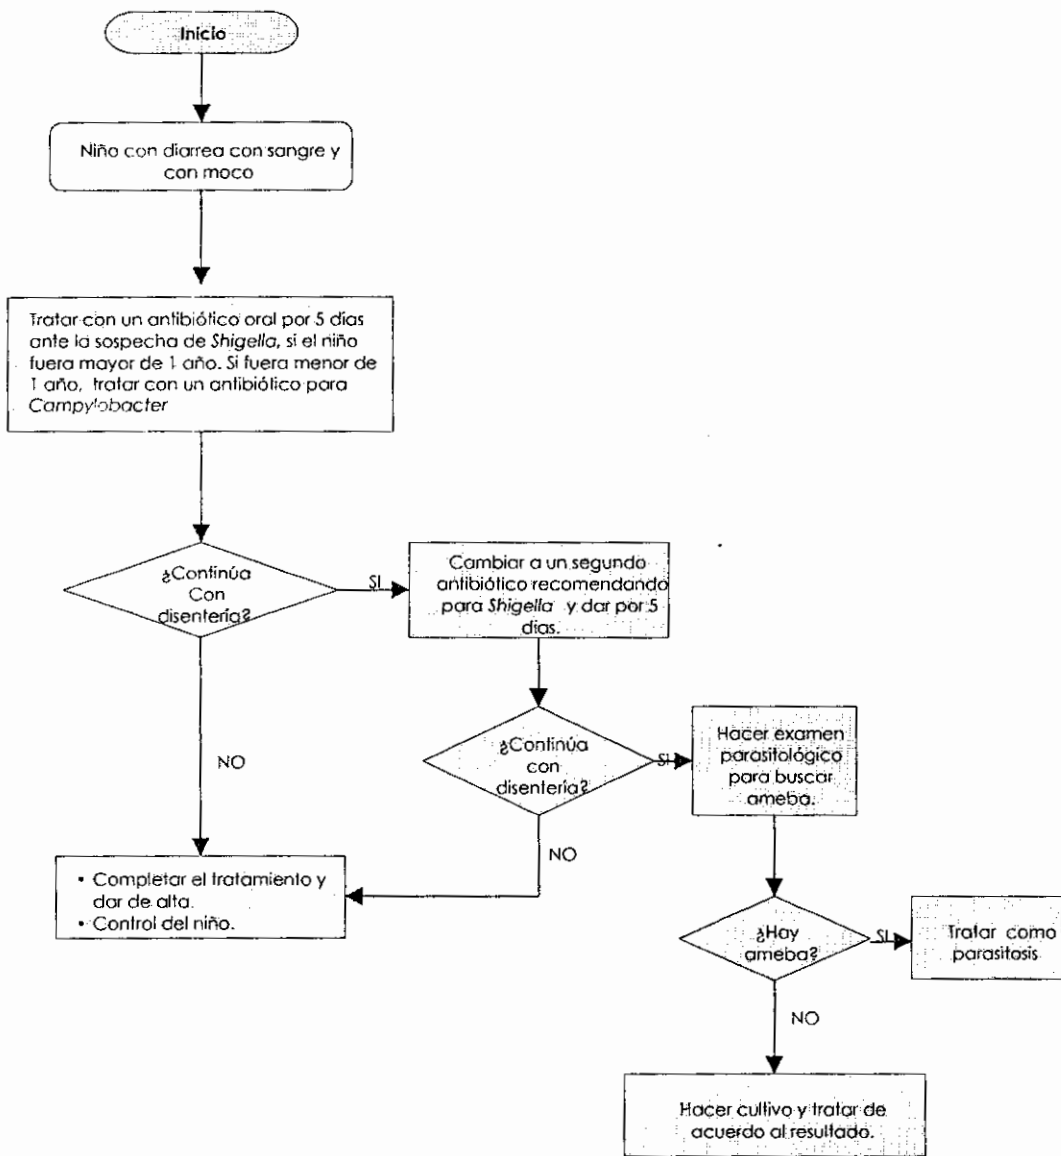 Inicio
Niño con diarrea con sangre y
con moco
Tratar con un antibiótico oral por 5 días
ante la sospecha de Shigella, si el niño
fuera mayor de 1 año. Si fuera menor de
1 año, tratar con un antibiótico para
Campylobacter
¿Continúa
Con
disentería?
SI
Cambiar a un segundo
antibiótico recomendando
para Shigella y dar por 5
días.
NO
¿Continúa
con
disentería?
SI
Hacer examen
parasitológico
para buscar
ameba.
NO
• Completar el tratamiento y
dar de alta.
• Control del niño.
¿Hay
ameba?
SI
Tratar como
parasitosis
NO
Hacer cultivo y tratar de
acuerdo al resultado.